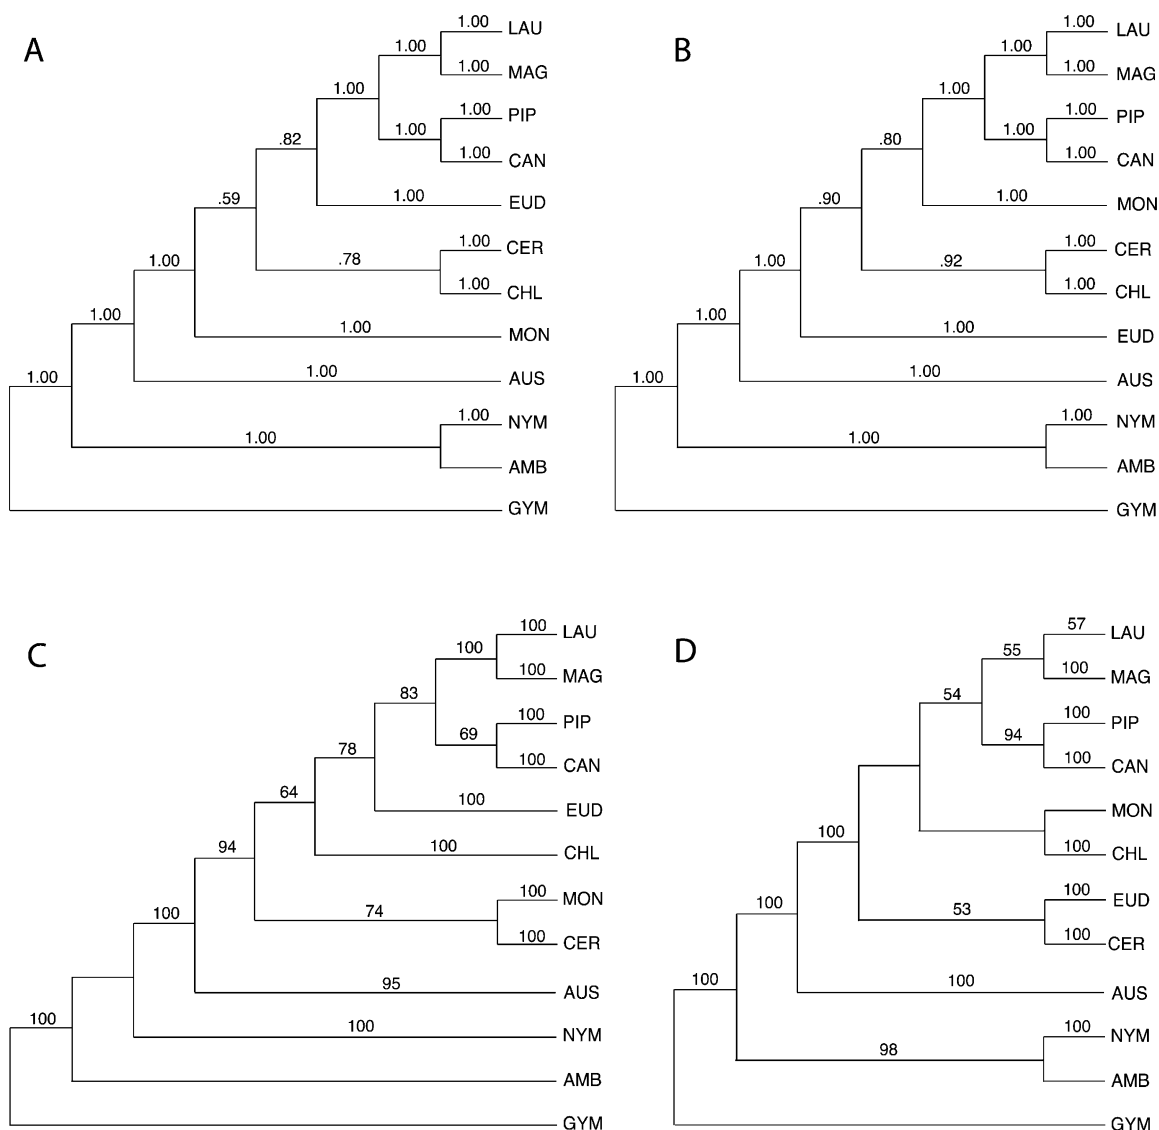 A
1.00 LAU
1.00
1.00 MAG
1.00
1.00 PIP
1.00
1.00 CAN
.82
1.00 EUD
.59
1.00 CER
.78
1.00 CHL
1.00
1.00 MON
1.00
1.00 AUS
1.00
1.00 NYM
1.00
AMB
GYM
B
1.00 LAU
1.00
1.00 MAG
1.00
1.00 PIP
1.00
1.00 CAN
.80
1.00 MON
.90
1.00 CER
.92
1.00 CHL
1.00
1.00 EUD
1.00
1.00 AUS
1.00
1.00 NYM
1.00
AMB
GYM
C
100 LAU
100
100 MAG
83
100 PIP
69
100 CAN
78
100 EUD
64
100 CHL
94
100 MON
74
100 CER
100
95 AUS
100 NYM
100
AMB
GYM
D
57 LAU
55
100 MAG
54
100 PIP
94
100 CAN
MON
100 CHL
100
100 EUD
53
100 CER
100
100 AUS
100
100 NYM
98
AMB
GYM